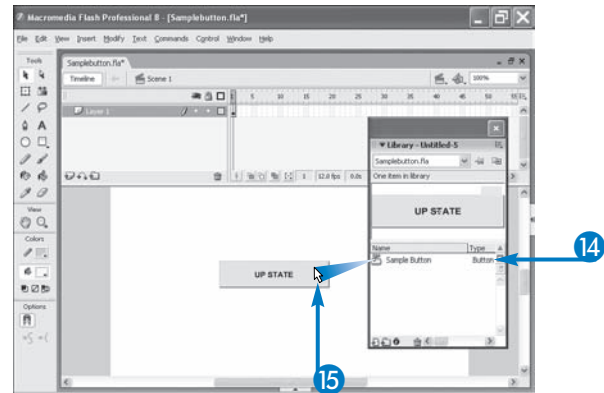 Macromedia Flash Professional 8 - [Samplebutton.fla*]
File Edit View Insert Modify Text Commands Control Window Help
Tools
Samplebutton.fla*
Timeline Scene 1 100%
1 5 10 15 20 25 30 35 40 45 50 55
Layer 1
1 12.0 fps 0.0s
View
Colors
Options
Library - Untitled-5
Samplebutton.fla
One item in library
UP STATE
Name Type
Sample Button Button
UP STATE
14
15